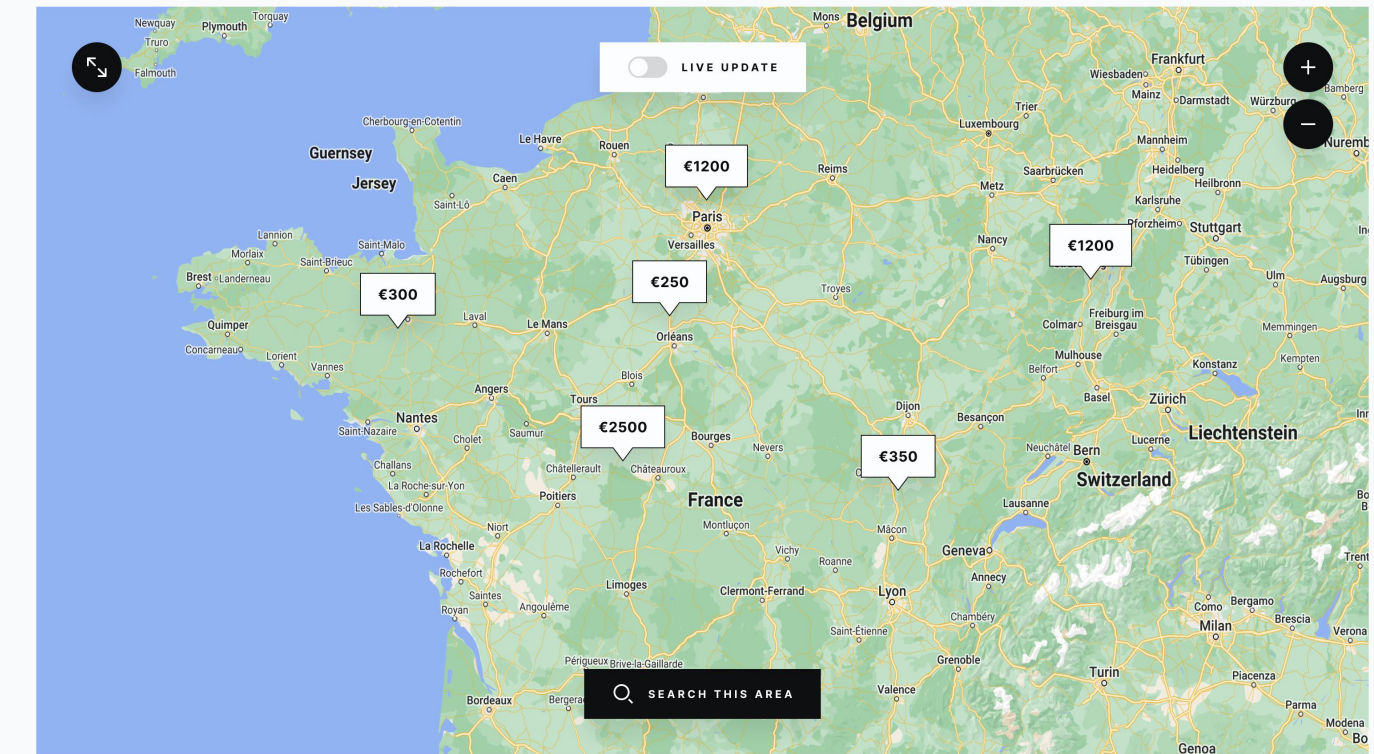 Newquay
Torquay
Plymouth
Mons
Belgium
Truro
Falmouth
LIVE UPDATE
Frankfurt
Wiesbaden
Mainz
Darmstadt
Würzburg
Bamberg
Trier
Luxembourg
Cherbourg-en-Cotentin
Le Havre
Rouen
Mannheim
Nuremb
Guernsey
€1200
Reims
Saarbrücken
Heidelberg
Jersey
Caen
Metz
Heilbronn
Saint-Lô
Karlsruhe
Paris
Pforzheim
Stuttgart
Lannion
Saint-Malo
Versailles
Nancy
€1200
Morlaix
Saint-Brieuc
Tübingen
Brest
Landerneau
€300
€250
Troyes
Ulm
Augsburg
Quimper
Laval
Le Mans
Orléans
Colmar
Freiburg im
Breisgau
Memmingen
Concarneau
Lorient
Vannes
Mulhouse
Kempten
Blois
Belfort
Konstanz
Angers
Tours
Basel
Zürich
Nantes
Dijon
Besançon
Saint-Nazaire
Cholet
Saumur
€2500
Bourges
Nevers
€350
Neuchâtel
Bern
Lucerne
Liechtenstein
Challans
Châtellerault
Châteauroux
Switzerland
La Roche-sur-Yon
Poitiers
France
Lausanne
Les Sables-d'Olonne
Niort
Montluçon
Mâcon
La Rochelle
Vichy
Roanne
Geneva
Trent
Rochefort
Limoges
Clermont-Ferrand
Lyon
Annecy
Saintes
Royan
Angoulême
Chambéry
Como
Bergamo
Milan
Brescia
Verona
Saint-Étienne
Périgueux
Brive-la-Gaillarde
Grenoble
Turin
Piacenza
Bordeaux
Bergera
SEARCH THIS AREA
Valence
Parma
Modena
Genoa
Bo